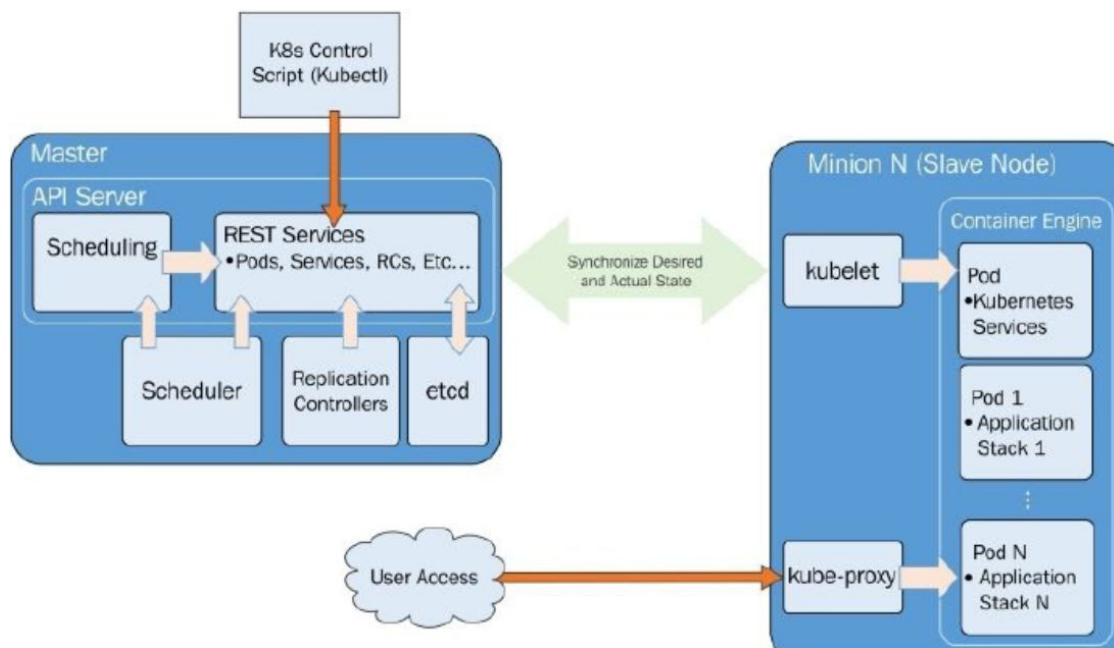 K8s Control
Script (Kubectl)
Master
API Server
Scheduling
REST Services
•Pods, Services, RCs, Etc...
Scheduler
Replication
Controllers
etcd
Synchronize Desired
and Actual State
Minion N (Slave Node)
Container Engine
kubelet
Pod
•Kubernetes
Services
Pod 1
• Application
Stack 1
...
User Access
kube-proxy
Pod N
• Application
Stack N